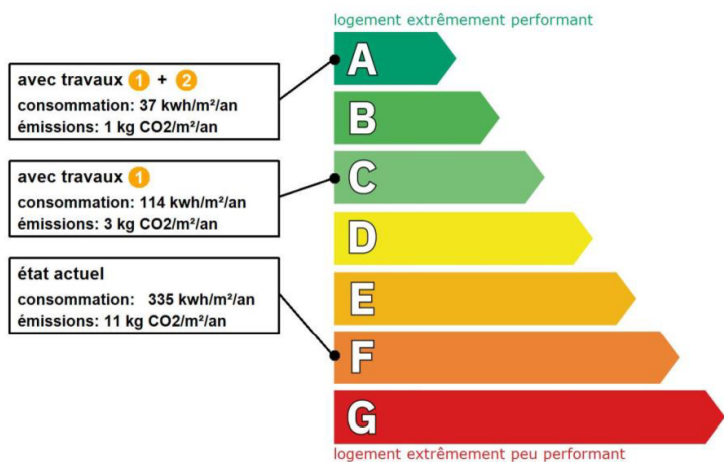 logement extrêmement performant
avec travaux 1 + 2
consommation: 37 kwh/m²/an
émissions: 1 kg CO2/m²/an
avec travaux 1
consommation: 114 kwh/m²/an
émissions: 3 kg CO2/m²/an
état actuel
consommation: 335 kwh/m²/an
émissions: 11 kg CO2/m²/an
A
B
C
D
E
F
G
logement extrêmement peu performant